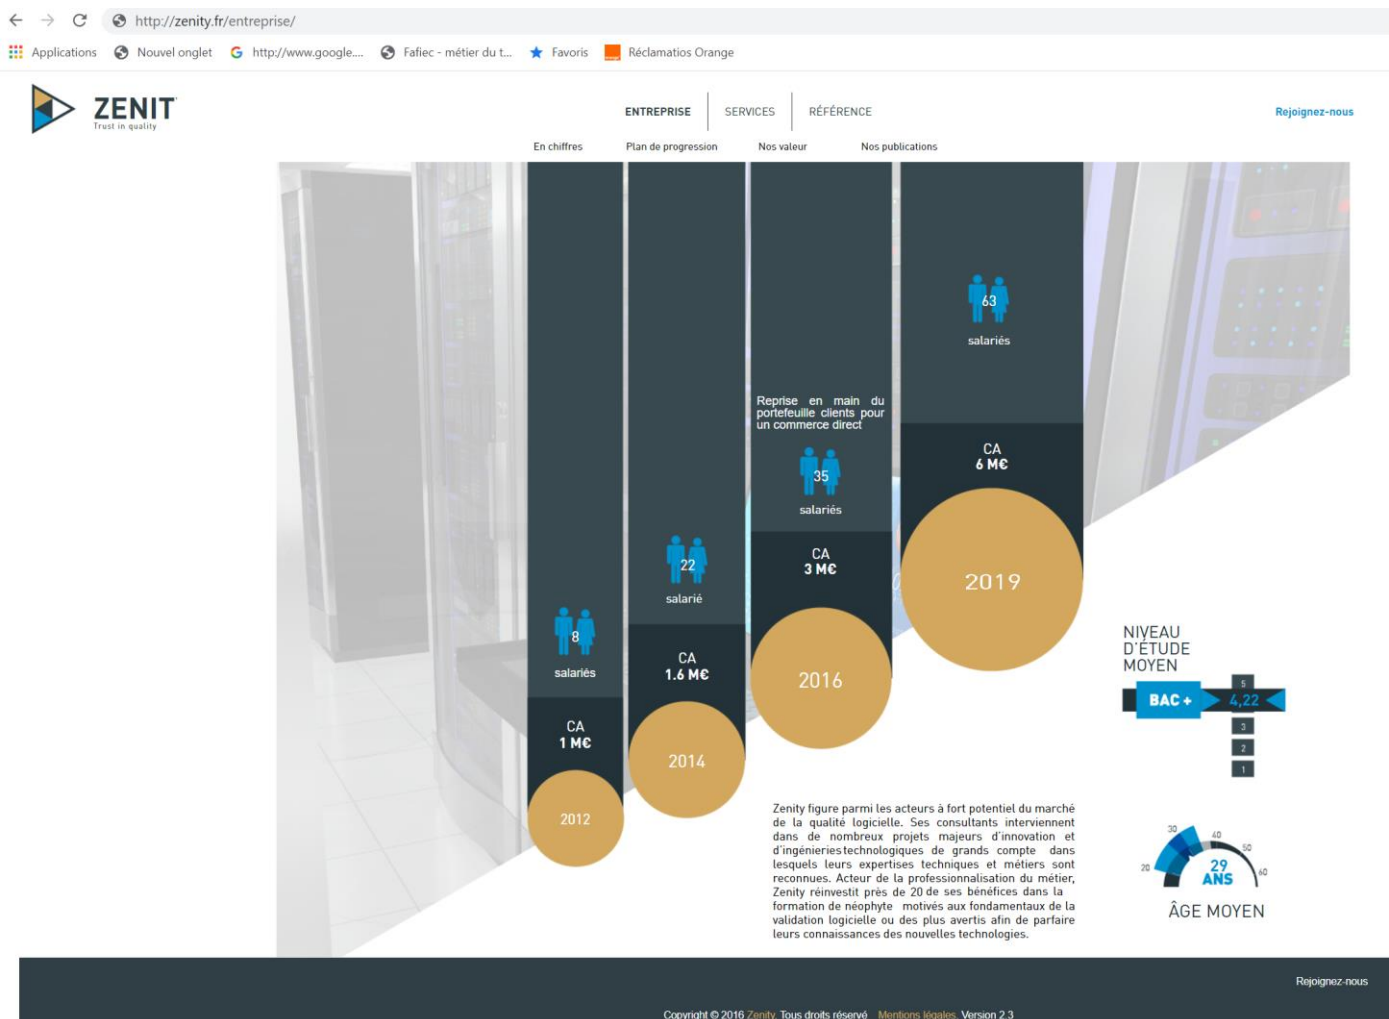 http://zenity.fr/entreprise/
Applications Nouvel onglet http://www.google.... Fafiec - métier du t... Favoris Réclamatios Orange
ZENIT
Trust in quality
ENTREPRISE SERVICES RÉFÉRENCE
Rejoignez-nous
En chiffres Plan de progression Nos valeur Nos publications
63
salariés
Reprise en main du
portefeuille clients pour
un commerce direct
CA
6 M€
35
salariés
CA
3 M€
2019
22
salarié
8
salariés
CA
1.6 M€
2016
CA
1 M€
2014
2012
NIVEAU
D'ÉTUDE
MOYEN
5
BAC + 4,22
3
2
1
Zenity figure parmi les acteurs à fort potentiel du marché
de la qualité logicielle. Ses consultants interviennent
dans de nombreux projets majeurs d'innovation et
d'ingénieriestechnologiques de grands compte dans
lesquels leurs expertises techniques et métiers sont
reconnues. Acteur de la professionnalisation du métier,
Zenity réinvestit près de 20 de ses bénéfices dans la
formation de néophyte motivés aux fondamentaux de la
validation logicielle ou des plus avertis afin de parfaire
leurs connaissances des nouvelles technologies.
20 30 40 50 60
29
ANS
ÂGE MOYEN
Rejoignez-nous
Copyright © 2016 Zenity. Tous droits réservé Mentions légales. Version 2.3